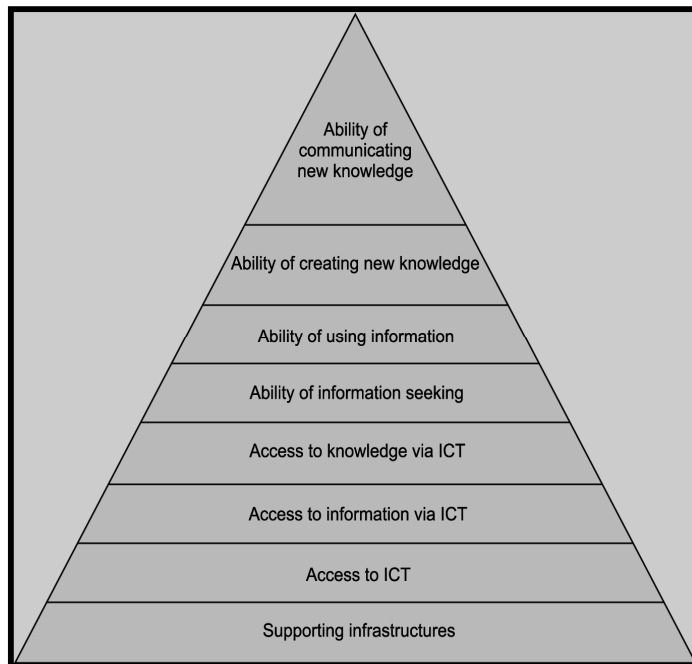 Ability of
communicating
new knowledge
Ability of creating new knowledge
Ability of using information
Ability of information seeking
Access to knowledge via ICT
Access to information via ICT
Access to ICT
Supporting infrastructures